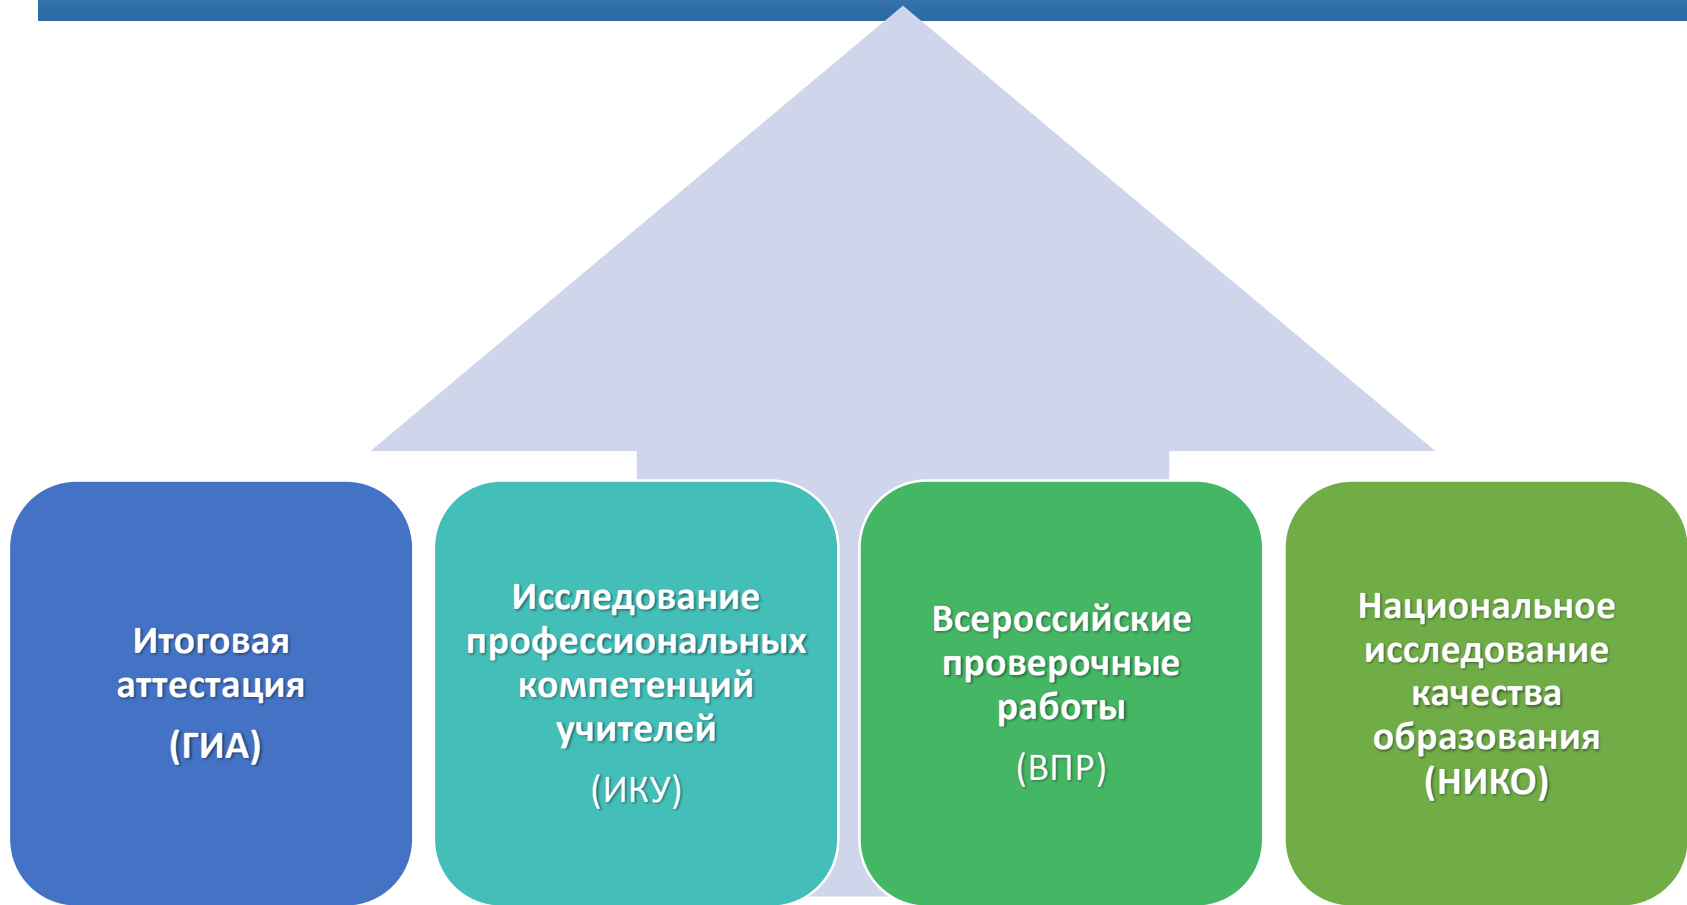 Итоговая
аттестация
(ГИА)
Исследование
профессиональных
компетенций
учителей
(ИКУ)
Всероссийские
проверочные
работы
(ВПР)
Национальное
исследование
качества
образования
(НИКО)